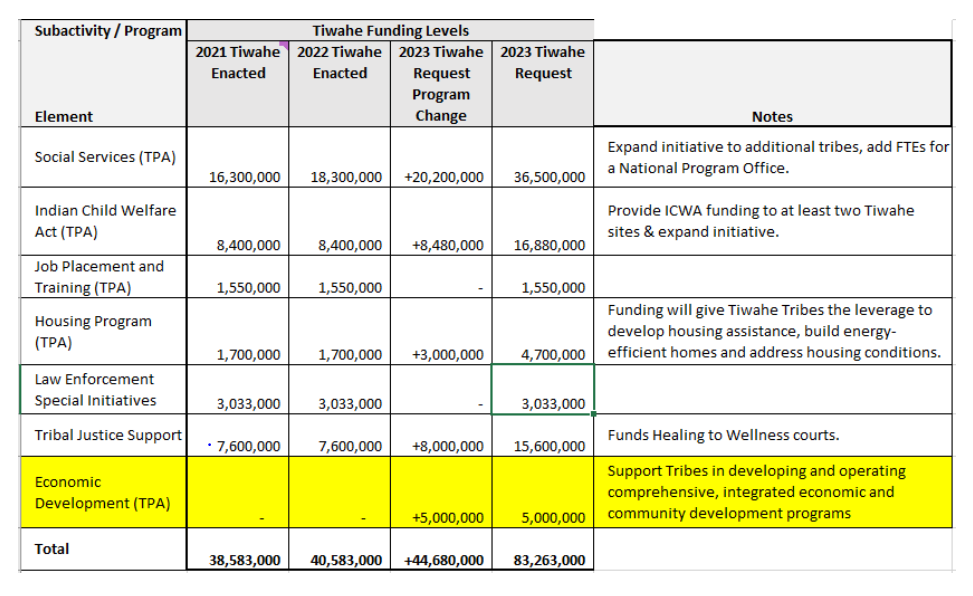 Subactivity / Program Tiwahe Funding Levels
2021 Tiwahe 2022 Tiwahe 2023 Tiwahe 2023 Tiwahe
Enacted Enacted Request Request
Program
Element Change Notes
Social Services (TPA) 16,300,000 18,300,000 +20,200,000 36,500,000
Expand initiative to additional tribes, add FTEs for
a National Program Office.
Indian Child Welfare
Act (TPA) 8,400,000 8,400,000 +8,480,000 16,880,000
Provide ICWA funding to at least two Tiwahe
sites & expand initiative.
Job Placement and
Training (TPA) 1,550,000 1,550,000 - 1,550,000
Housing Program
(TPA) 1,700,000 1,700,000 +3,000,000 4,700,000
Funding will give Tiwahe Tribes the leverage to
develop housing assistance, build energy-
efficient homes and address housing conditions.
Law Enforcement
Special Initiatives 3,033,000 3,033,000 - 3,033,000
Tribal Justice Support 7,600,000 7,600,000 +8,000,000 15,600,000
Funds Healing to Wellness courts.
Economic
Development (TPA) - - +5,000,000 5,000,000
Support Tribes in developing and operating
comprehensive, integrated economic and
community development programs
Total 38,583,000 40,583,000 +44,680,000 83,263,000